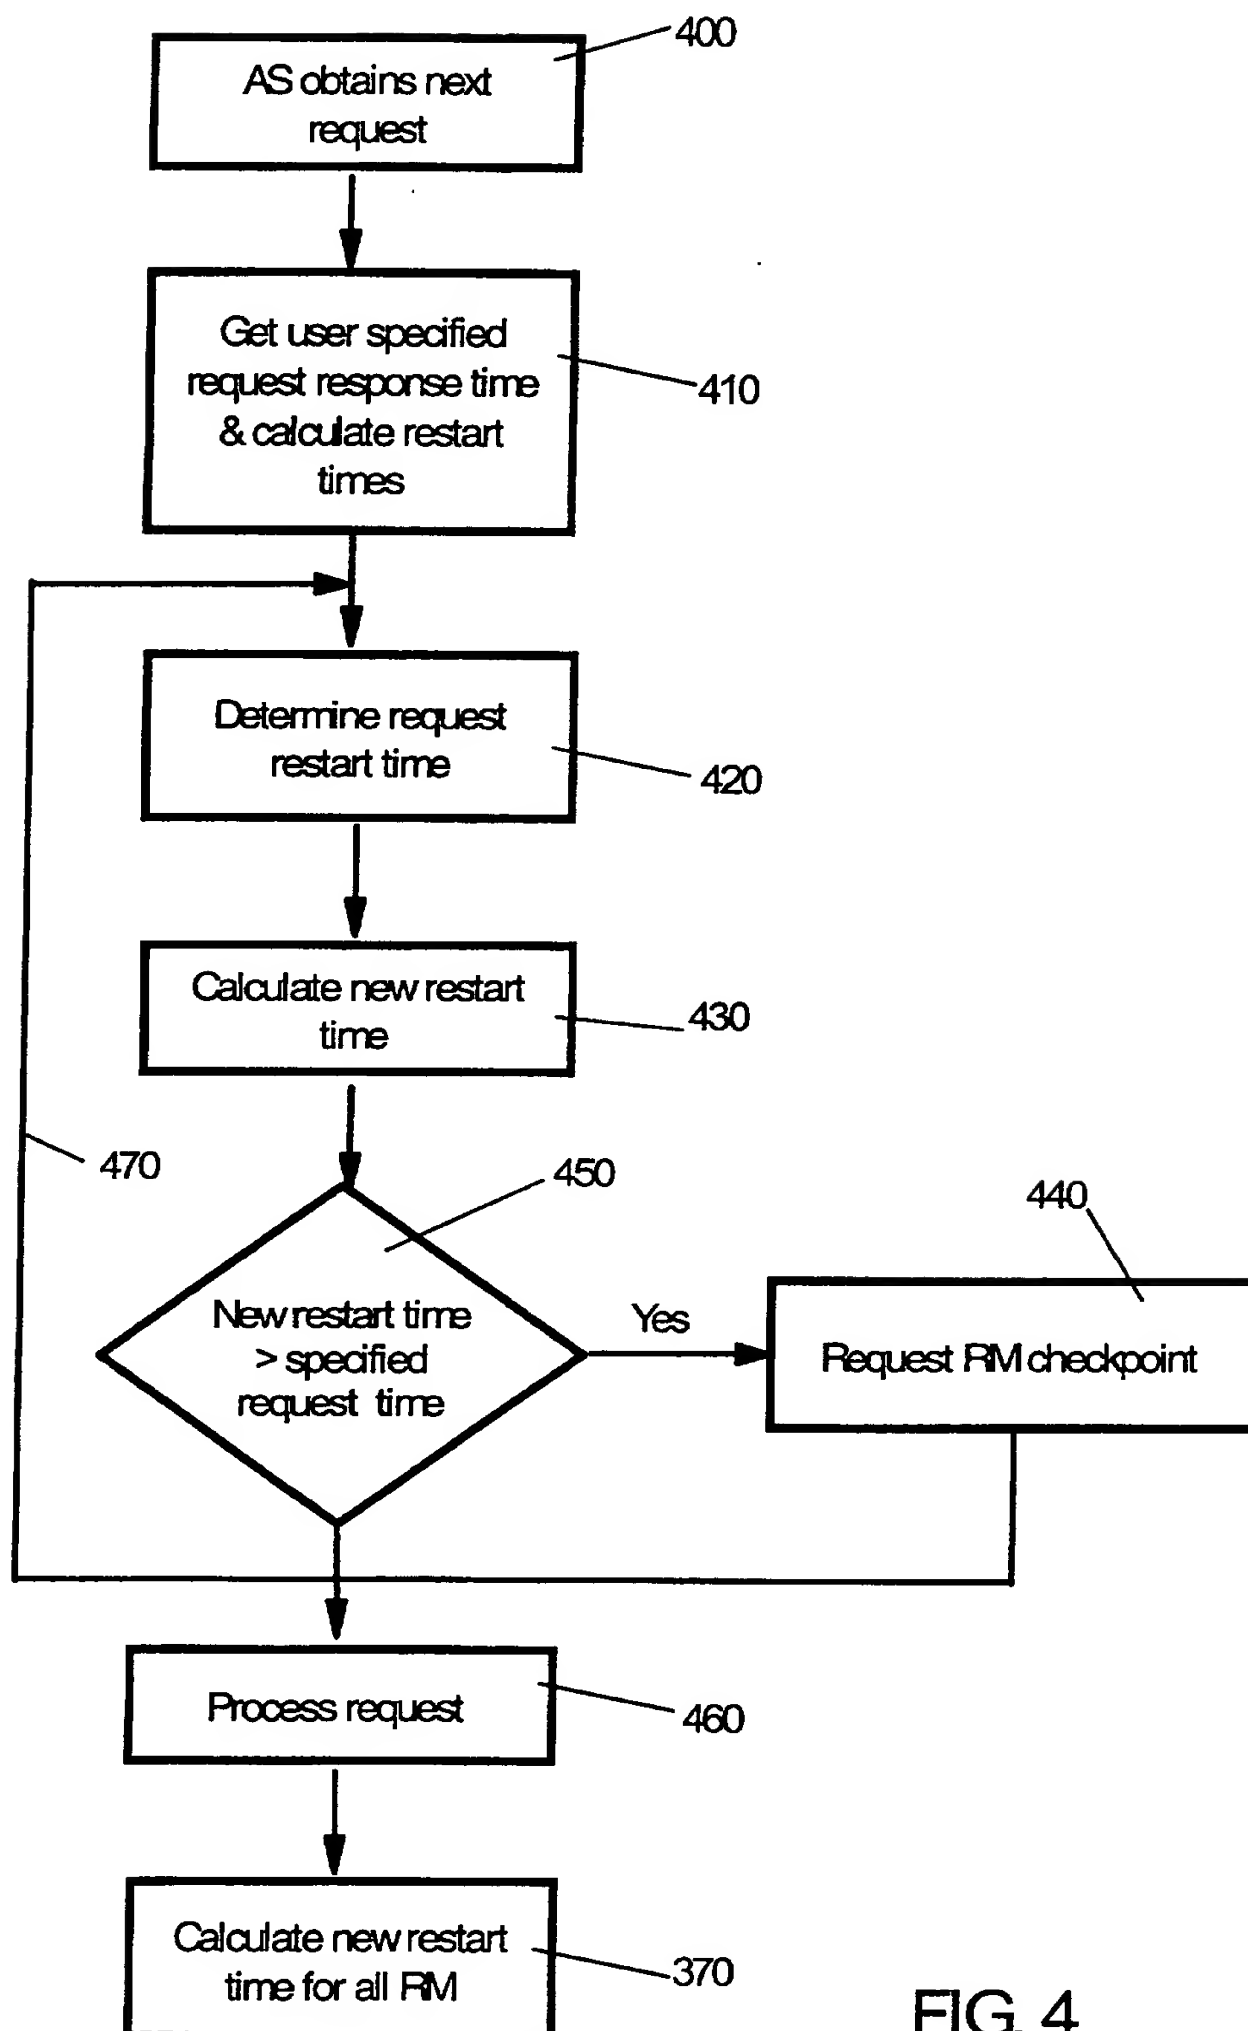 400
AS obtains next
request
Get user specified
request response time
& calculate restart
times
410
Determine request
restart time
420
Calculate new restart
time
430
470
450
440
New restart time
> specified
request time
Yes
Request RM checkpoint
Process request
460
Calculate new restart
time for all RM
370
FIG. 4